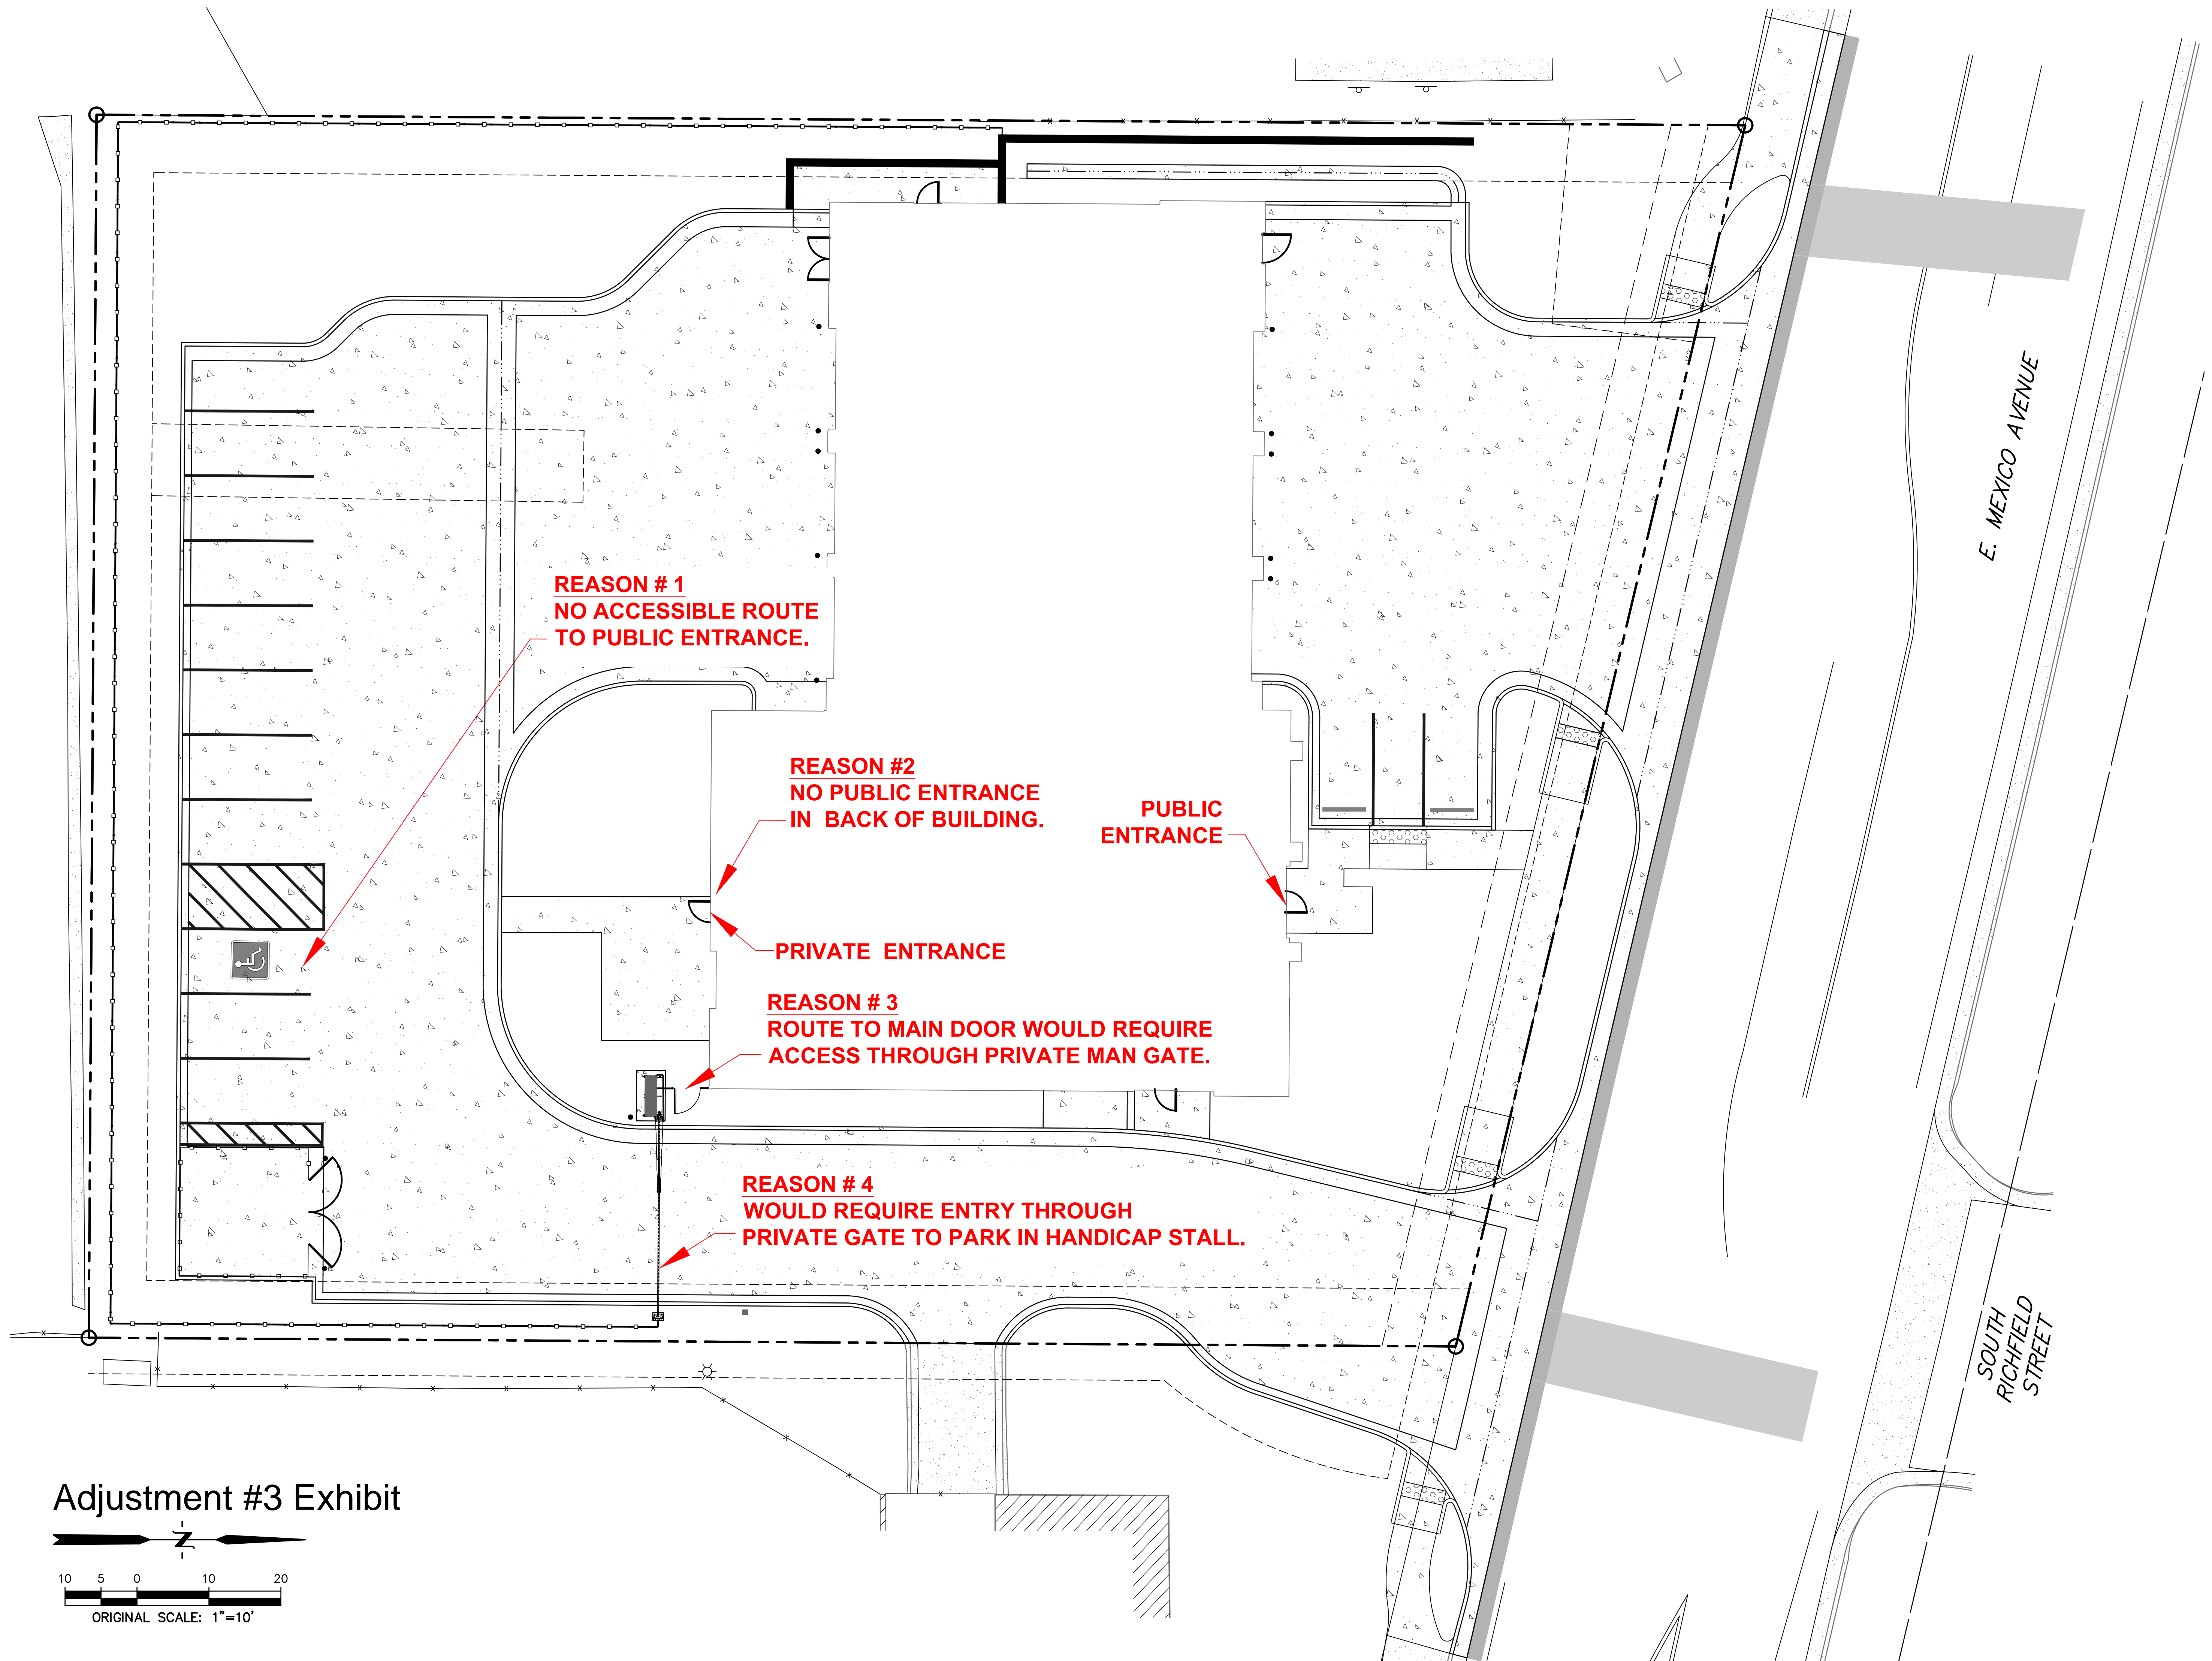 E. MEXICO AVENUE
REASON # 1
NO ACCESSIBLE ROUTE
TO PUBLIC ENTRANCE.
REASON #2
NO PUBLIC ENTRANCE
IN BACK OF BUILDING.
PUBLIC
ENTRANCE
PRIVATE ENTRANCE
REASON # 3
ROUTE TO MAIN DOOR WOULD REQUIRE
ACCESS THROUGH PRIVATE MAN GATE.
REASON # 4
WOULD REQUIRE ENTRY THROUGH
PRIVATE GATE TO PARK IN HANDICAP STALL.
SOUTH
RICHFIELD
STREET
Adjustment #3 Exhibit
Z
10 5 0 10 20
ORIGINAL SCALE: 1"=10'